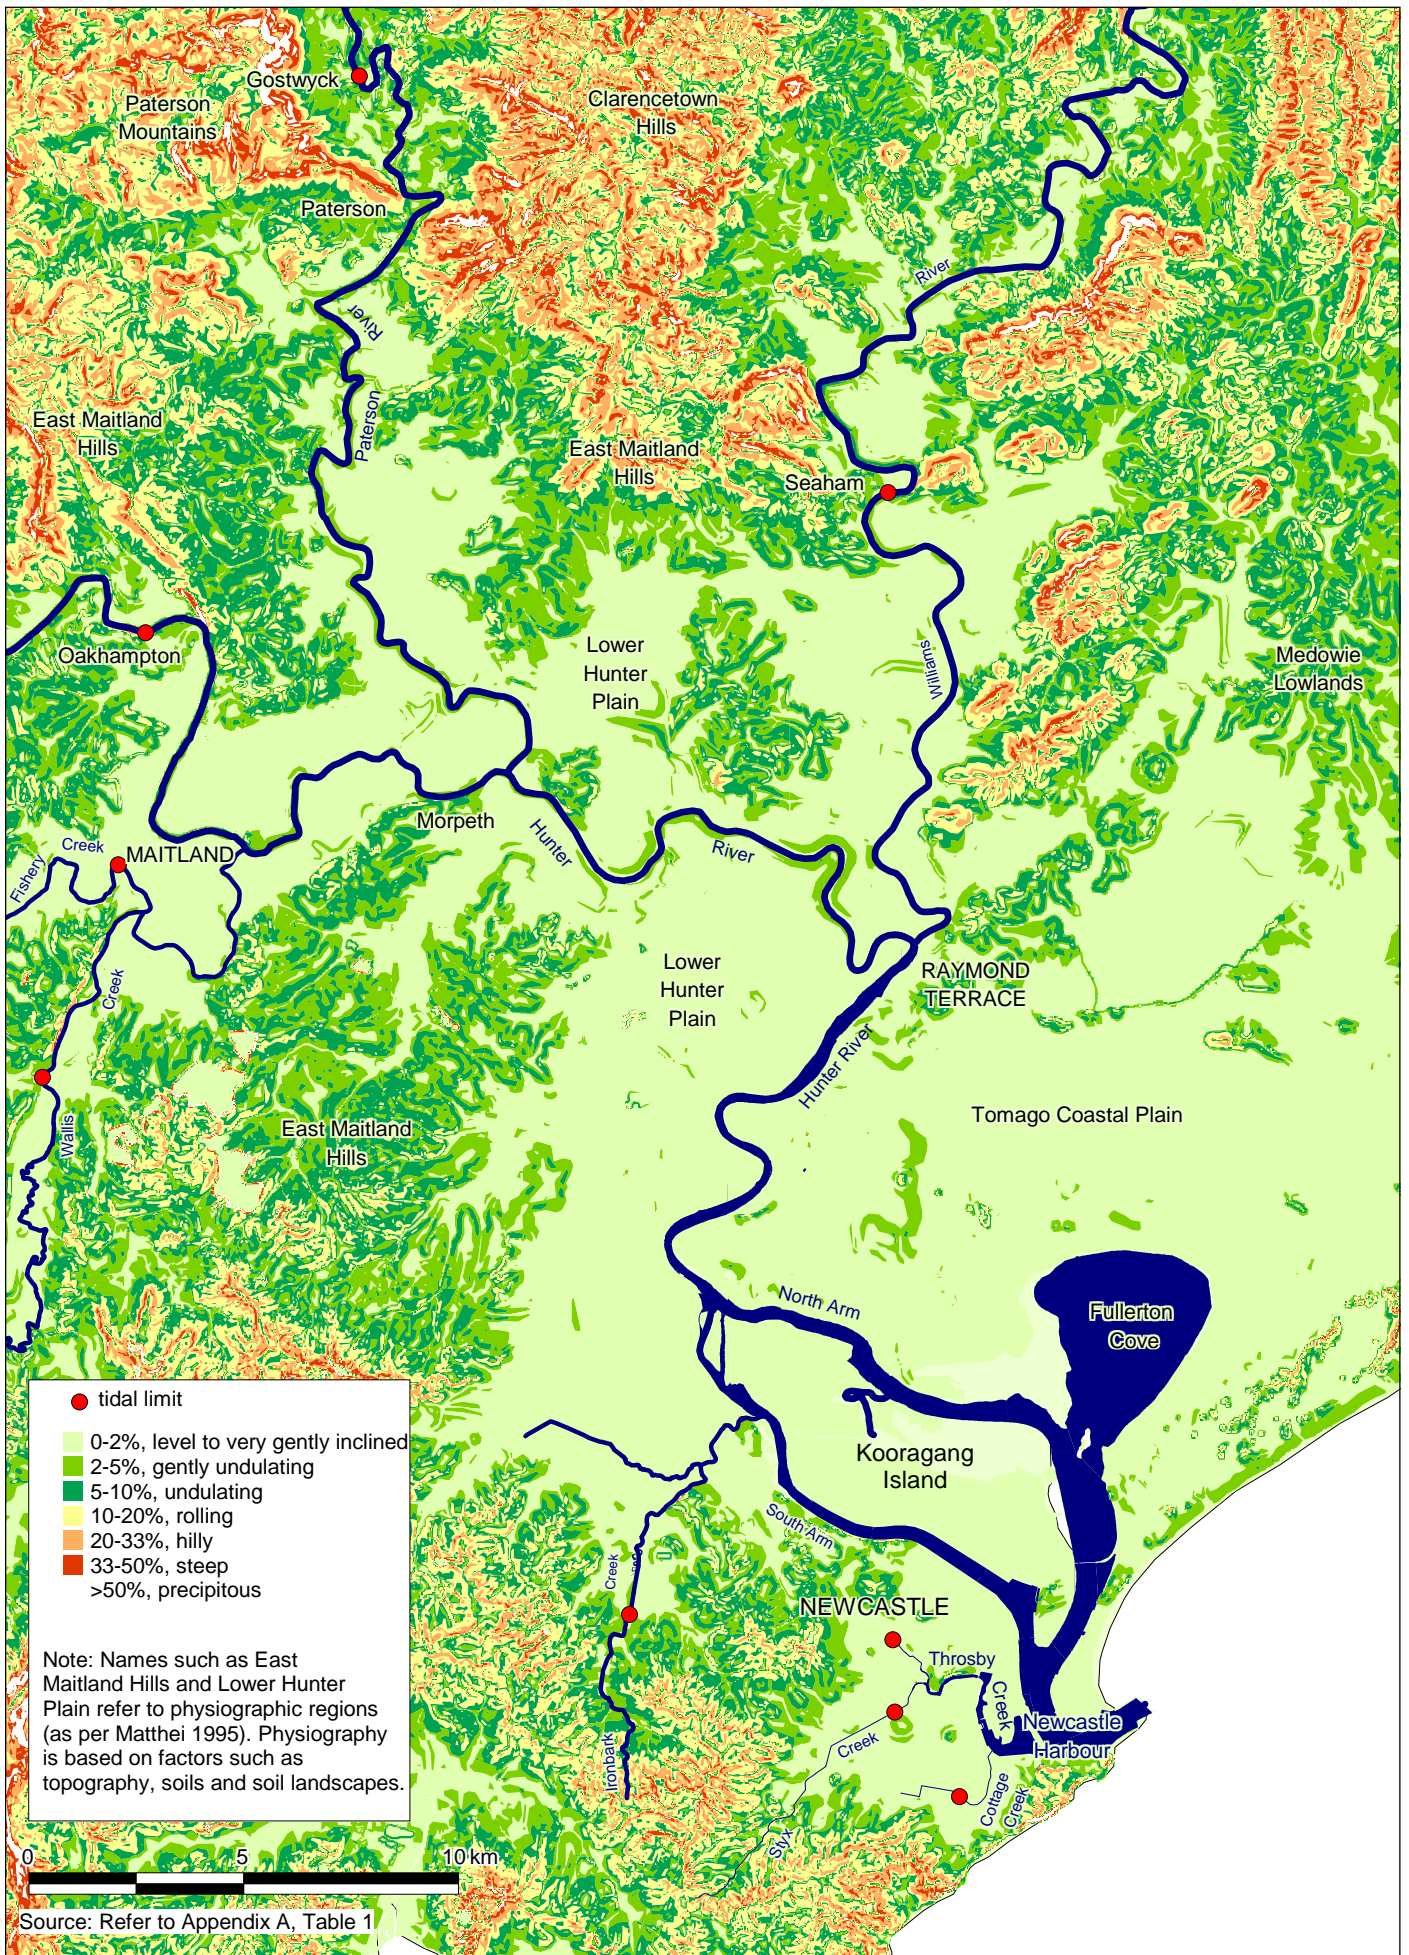 Gostwyck
Paterson
Mountains
Clarencetown
Hills
Paterson
River
River
Paterson
East Maitland
Hills
East Maitland
Hills
Seaham
Oakhampton
Lower
Hunter
Plain
Williams
Medowie
Lowlands
Morpeth
Hunter
River
Creek
MAITLAND
Fishery
Creek
Lower
Hunter
Plain
RAYMOND
TERRACE
Hunter River
Wallis
East Maitland
Hills
Tomago Coastal Plain
North Arm
Fullerton
Cove
Kooragang
Island
South Arm
Creek
NEWCASTLE
Throsby
Creek
Newcastle
Harbour
Creek
Ironbark
Cottage
Creek
Styx
tidal limit
0-2%, level to very gently inclined
2-5%, gently undulating
5-10%, undulating
10-20%, rolling
20-33%, hilly
33-50%, steep
>50%, precipitous
Note: Names such as East
Maitland Hills and Lower Hunter
Plain refer to physiographic regions
(as per Matthei 1995). Physiography
is based on factors such as
topography, soils and soil landscapes.
0 5 10 km
Source: Refer to Appendix A, Table 1